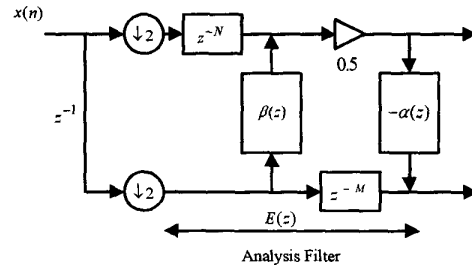 x(n)
↓2
z^{-N}
0.5
z^{-1}
β(z)
-α(z)
↓2
z^{-M}
E(z)
Analysis Filter